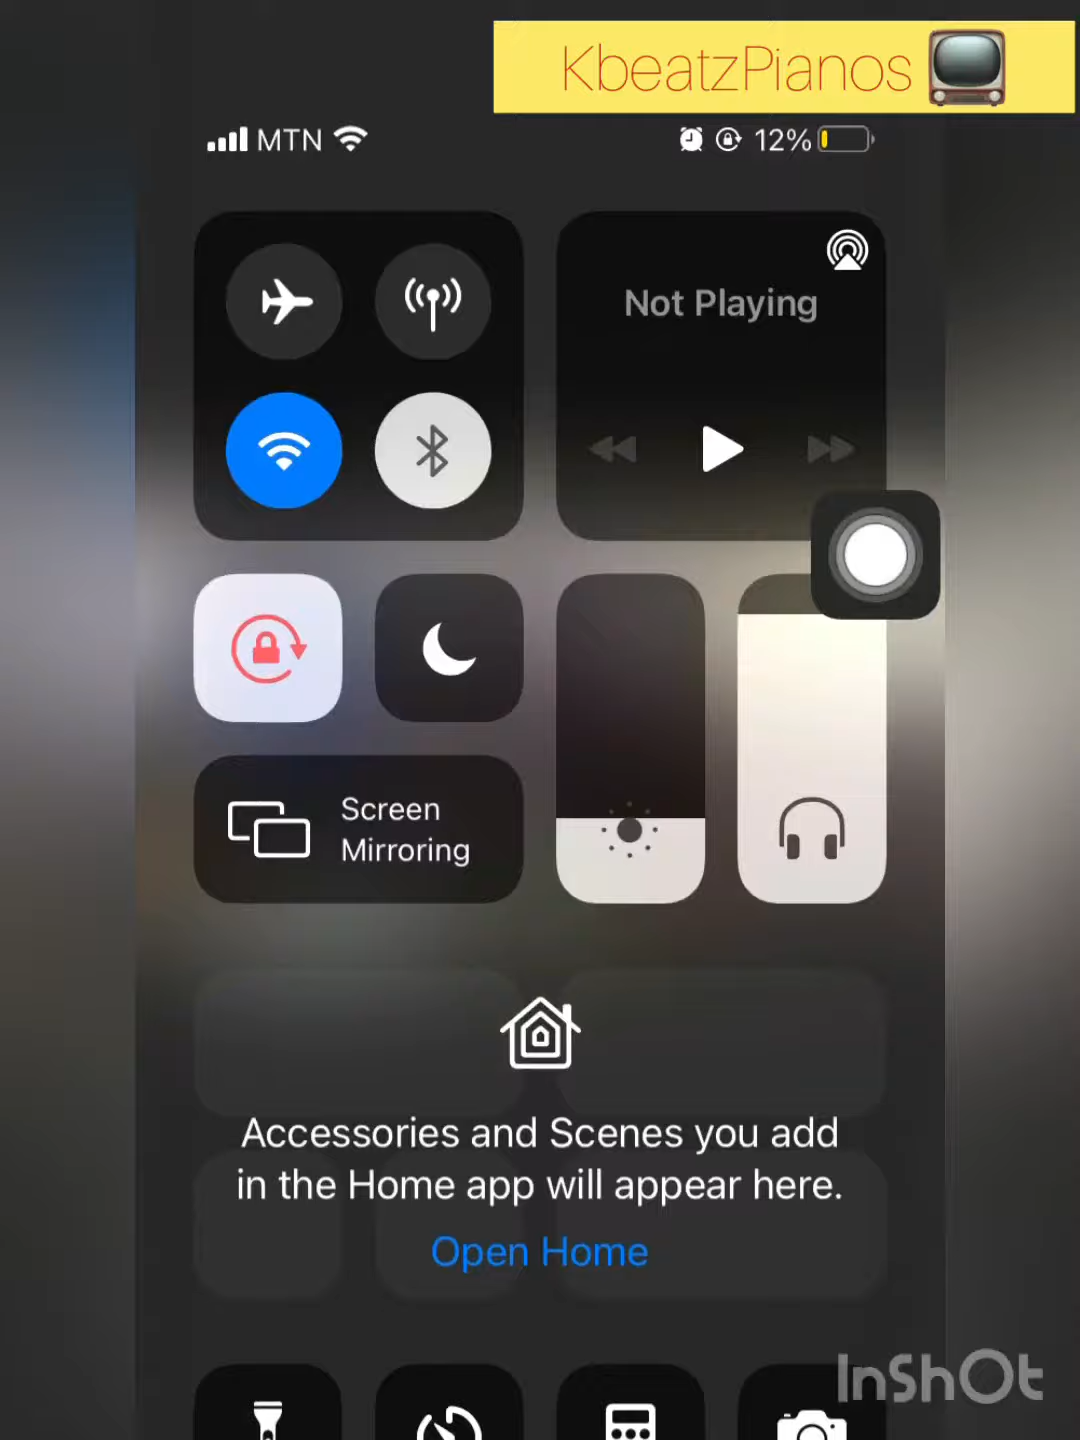 KbeatzPianos
MTN
12%
Not Playing
Screen
Mirroring
Accessories and Scenes you add
in the Home app will appear here.
Open Home
InShOt